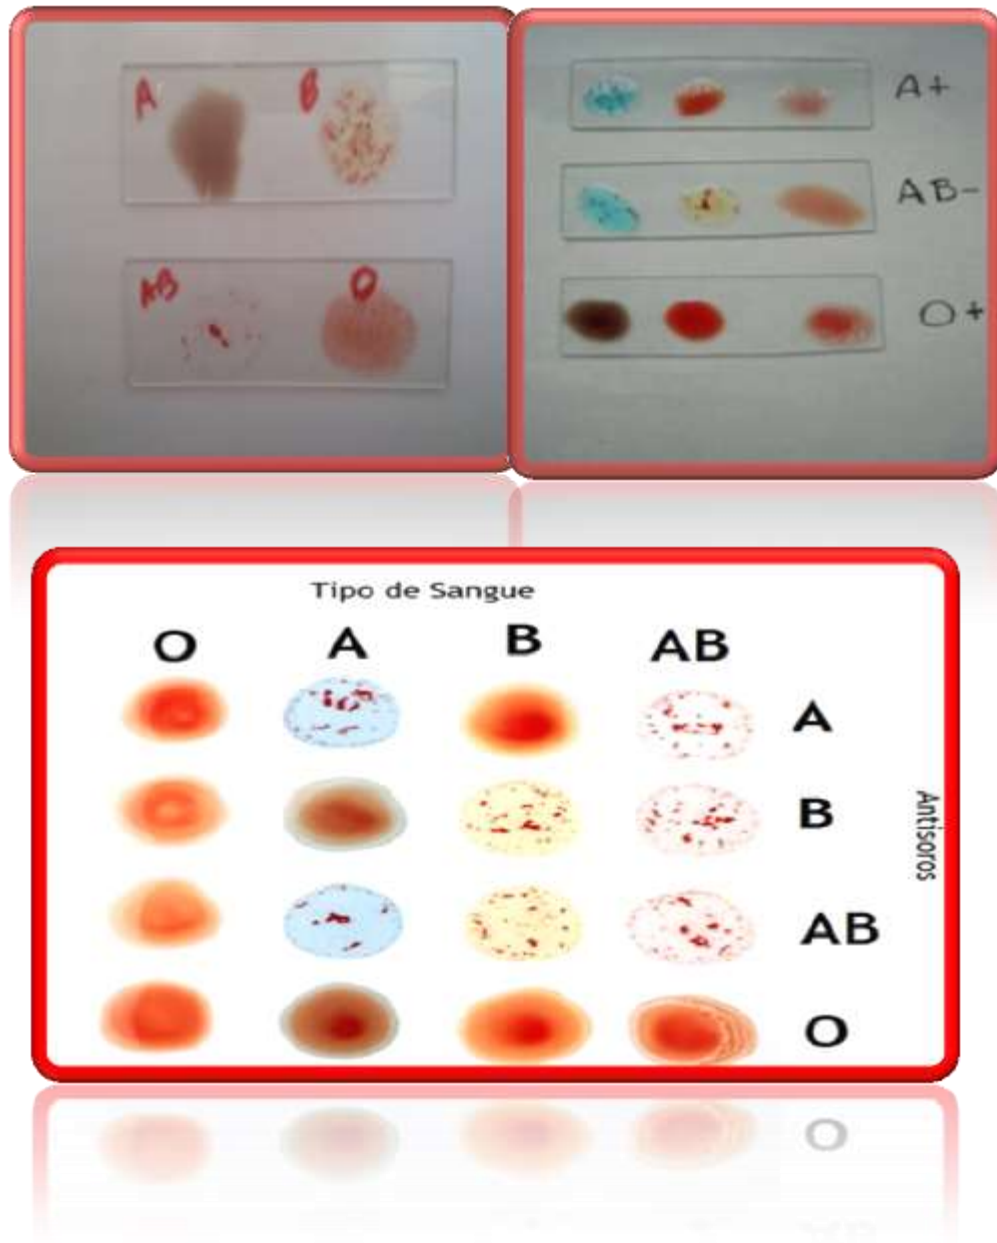 A B
AB O
A+
AB-
O+
Tipo de Sangue
O A B AB
A
B
AB
O
Antisoros